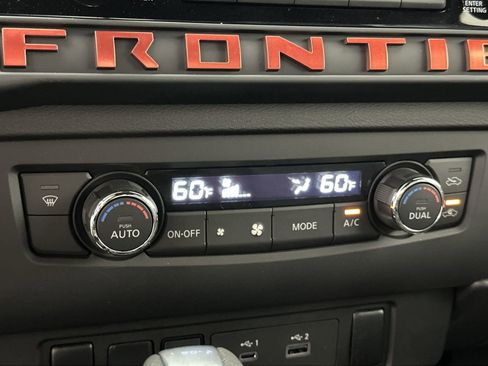 ENTER
SETTING
FRONTIE
60°F 60°F
PUSH
AUTO
ON-OFF
MODE
A/C
PUSH
DUAL
1
2